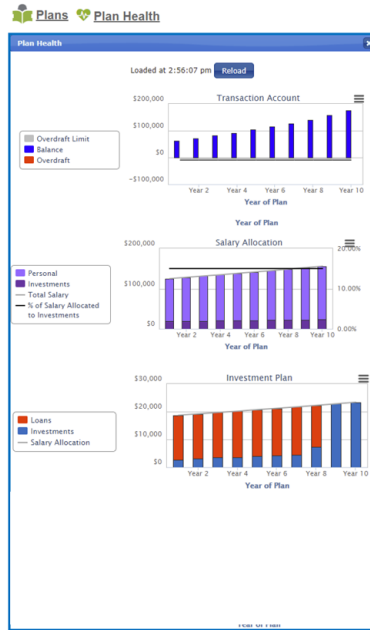 Plans Plan Health
Plan Health
Loaded at 2:56:07 pm Reload
Transaction Account
$200,000
$100,000
$0
-$100,000
Overdraft Limit
Balance
Overdraft
Year 2 Year 4 Year 6 Year 8 Year 10
Year of Plan
Year of Plan
Salary Allocation
$200,000
$100,000
$0
20.00%
10.00%
0.00%
Personal
Investments
Total Salary
% of Salary Allocated
to Investments
Year 2 Year 4 Year 6 Year 8 Year 10
Year of Plan
Investment Plan
$30,000
$20,000
$10,000
$0
Loans
Investments
Salary Allocation
Year 2 Year 4 Year 6 Year 8 Year 10
Year of Plan